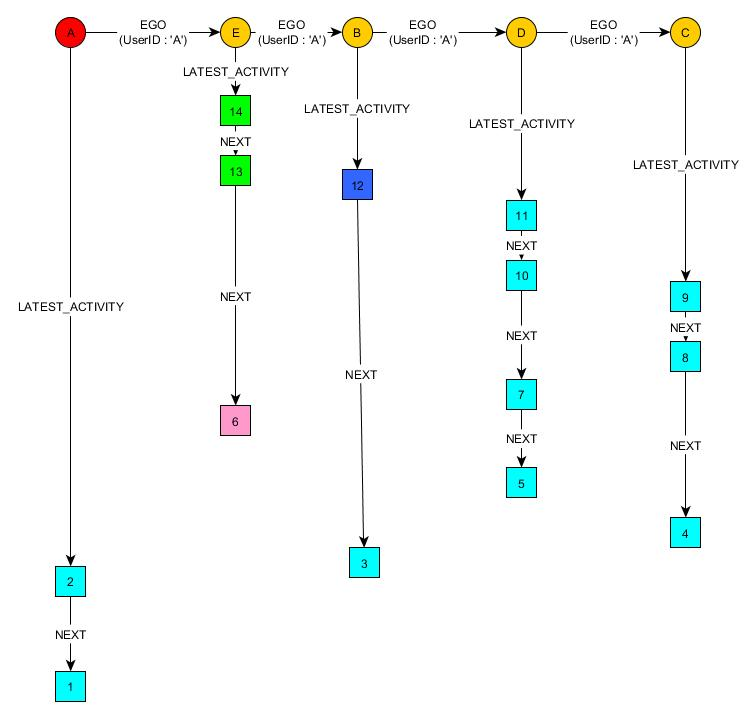 A
EGO
(UserID : 'A')
E
EGO
(UserID : 'A')
B
EGO
(UserID : 'A')
D
EGO
(UserID : 'A')
C
LATEST_ACTIVITY
14
NEXT
13
NEXT
6
LATEST_ACTIVITY
12
NEXT
3
LATEST_ACTIVITY
11
NEXT
10
NEXT
7
NEXT
5
LATEST_ACTIVITY
9
NEXT
8
NEXT
4
LATEST_ACTIVITY
2
NEXT
1